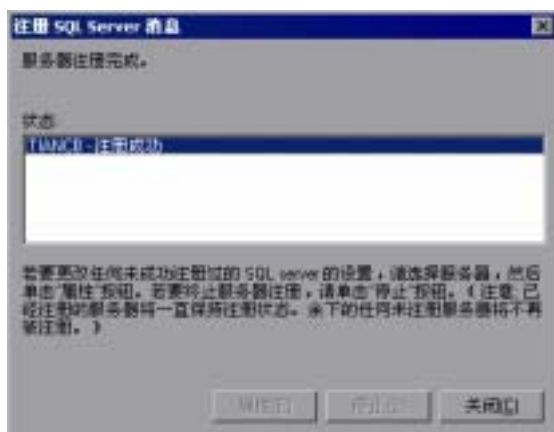 注册 SQL Server 消息
服务器注册完成。
状态
TIANCB - 注册成功
若要更改任何未成功注册过的 SQL server 的设置，请选择服务器，然后
单击"属性"按钮。若要终止服务器注册，请单击"停止"按钮。（注意:已
经注册的服务器将一直保持注册状态。余下的任何未注册服务器将不再
被注册。）
关闭(C)